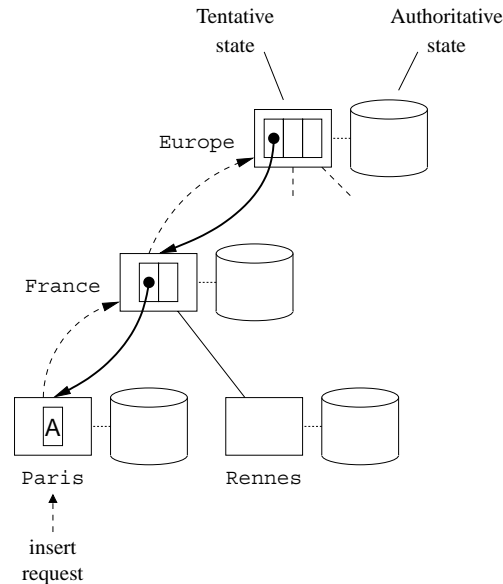 Tentative
state
Authoritative
state
Europe
France
A
Paris
Rennes
insert
request